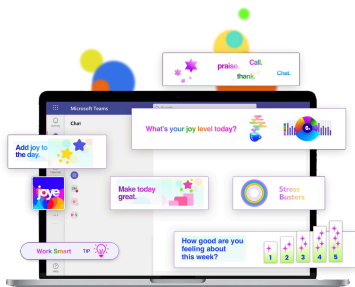 praise.
Call.
thank.
Chat.
Microsoft Teams
Chat
What's your joy level today?
Add joy to
the day.
joye
Make today
great.
Stress
Busters
Work Smart TIP
How good are you
feeling about
this week?
1 2 3 4 5